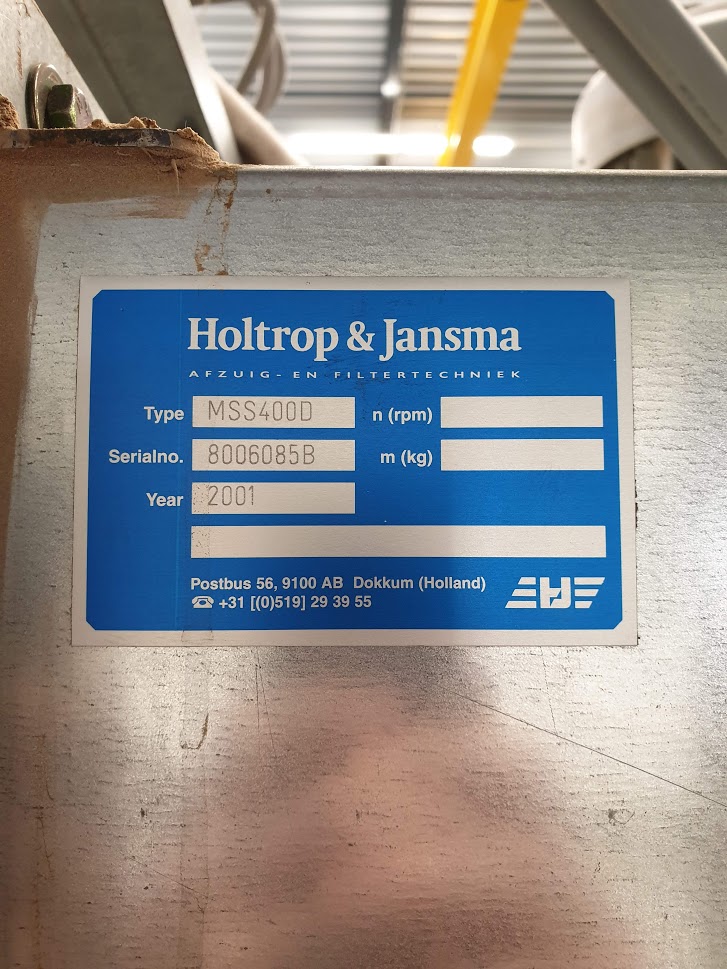 Holtrop & Jansma
AFZUIG- EN FILTERTECHNIEK
Type MSS400D n (rpm)
Serialno. 8006085B m (kg)
Year 2001
Postbus 56, 9100 AB Dokkum (Holland)
☎ +31 [(0)519] 29 39 55